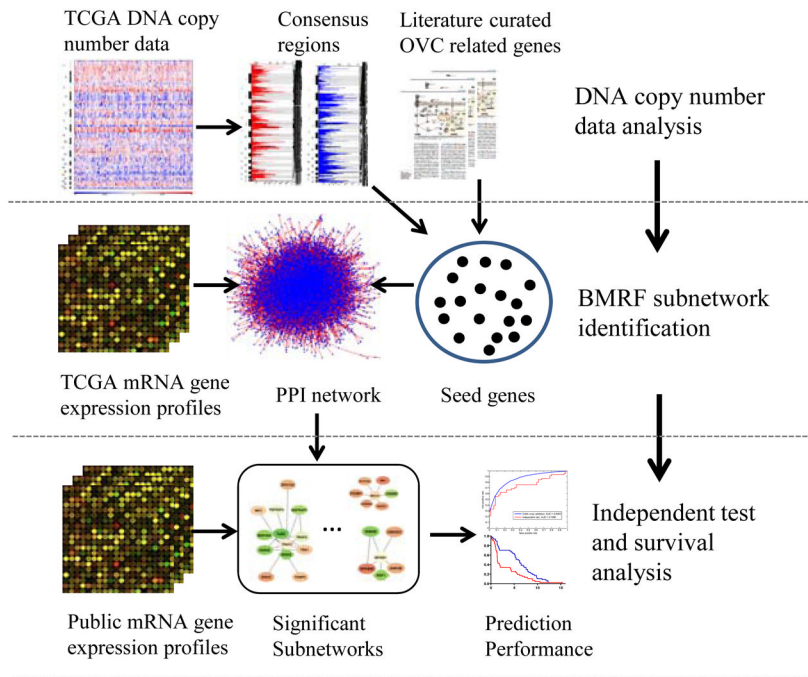 TCGA DNA copy
number data
Consensus
regions
Literature curated
OVC related genes
DNA copy number
data analysis
TCGA mRNA gene
expression profiles
PPI network
Seed genes
BMRF subnetwork
identification
...
Public mRNA gene
expression profiles
Significant
Subnetworks
Prediction
Performance
Independent test
and survival
analysis